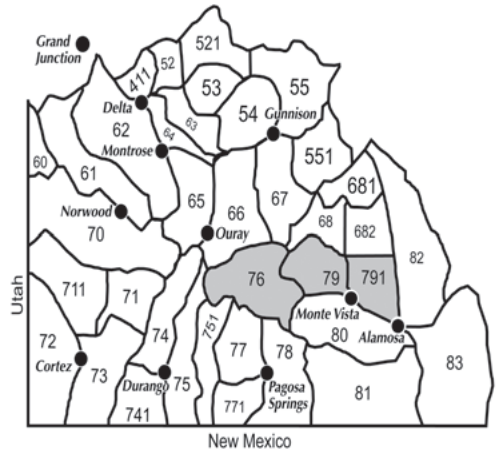 Grand
Junction
521
52
411
53
55
Delta
54
Gunnison
62
64
63
Montrose
551
60
61
681
65
67
Norwood
66
68
70
Ouray
682
82
76
79
791
711
71
Utah
Monte Vista
751
72
74
80
Alamosa
77
78
Cortez
83
73
Durango
75
Pagosa
Springs
81
741
771
New Mexico